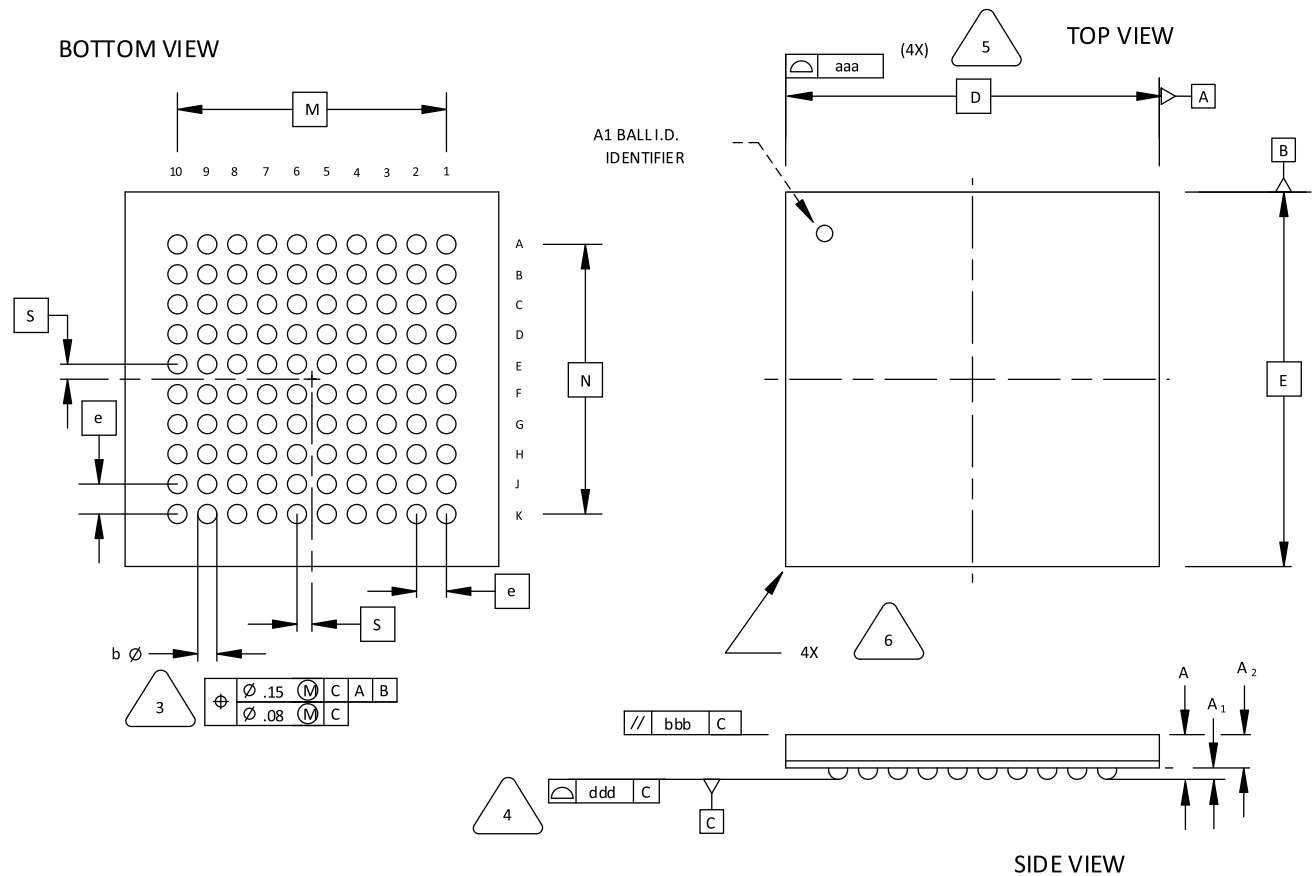 BOTTOM VIEW
M
10 9 8 7 6 5 4 3 2 1
A
B
C
D
E
F
G
H
J
K
S
e
N
e
S
b Ø
3
Ø .15 M C A B
Ø .08 M C
TOP VIEW
aaa
(4X)
5
D
A
A1 BALL I.D.
IDENTIFIER
B
E
4X
6
// bbb C
ddd C
4
C
A
A1
A2
SIDE VIEW